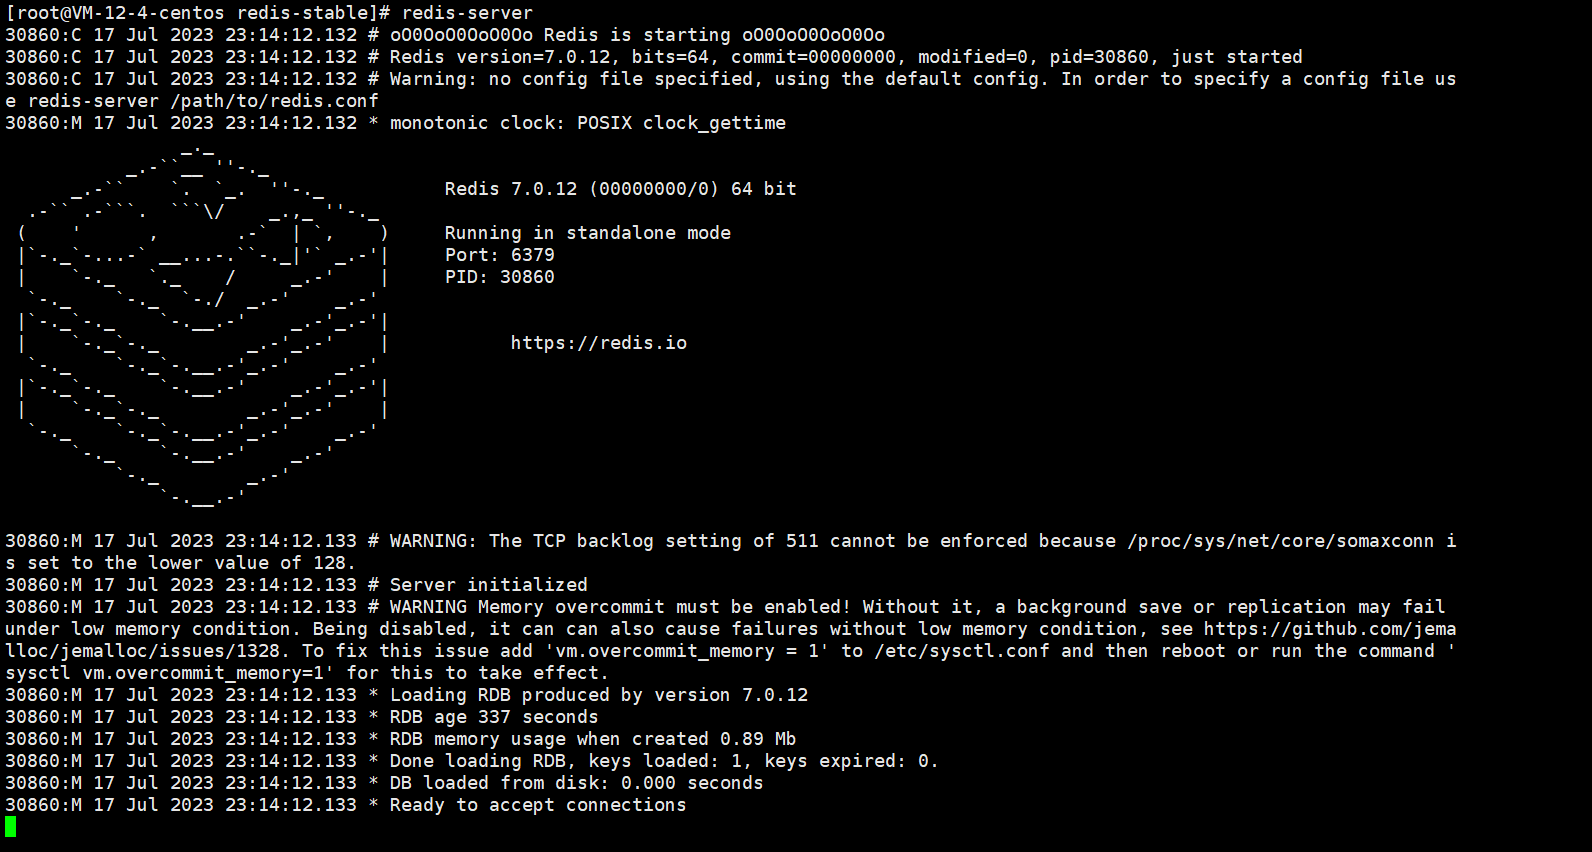 [root@VM-12-4-centos redis-stable]# redis-server
30860:C 17 Jul 2023 23:14:12.132 # oO0OoO0OoO0Oo Redis is starting oO0OoO0OoO0Oo
30860:C 17 Jul 2023 23:14:12.132 # Redis version=7.0.12, bits=64, commit=00000000, modified=0, pid=30860, just started
30860:C 17 Jul 2023 23:14:12.132 # Warning: no config file specified, using the default config. In order to specify a config file us
e redis-server /path/to/redis.conf
30860:M 17 Jul 2023 23:14:12.132 * monotonic clock: POSIX clock_gettime
Redis 7.0.12 (00000000/0) 64 bit
Running in standalone mode
Port: 6379
PID: 30860
https://redis.io
30860:M 17 Jul 2023 23:14:12.133 # WARNING: The TCP backlog setting of 511 cannot be enforced because /proc/sys/net/core/somaxconn i
s set to the lower value of 128.
30860:M 17 Jul 2023 23:14:12.133 # Server initialized
30860:M 17 Jul 2023 23:14:12.133 # WARNING Memory overcommit must be enabled! Without it, a background save or replication may fail
under low memory condition. Being disabled, it can can also cause failures without low memory condition, see https://github.com/jema
lloc/jemalloc/issues/1328. To fix this issue add 'vm.overcommit_memory = 1' to /etc/sysctl.conf and then reboot or run the command '
sysctl vm.overcommit_memory=1' for this to take effect.
30860:M 17 Jul 2023 23:14:12.133 * Loading RDB produced by version 7.0.12
30860:M 17 Jul 2023 23:14:12.133 * RDB age 337 seconds
30860:M 17 Jul 2023 23:14:12.133 * RDB memory usage when created 0.89 Mb
30860:M 17 Jul 2023 23:14:12.133 * Done loading RDB, keys loaded: 1, keys expired: 0.
30860:M 17 Jul 2023 23:14:12.133 * DB loaded from disk: 0.000 seconds
30860:M 17 Jul 2023 23:14:12.133 * Ready to accept connections